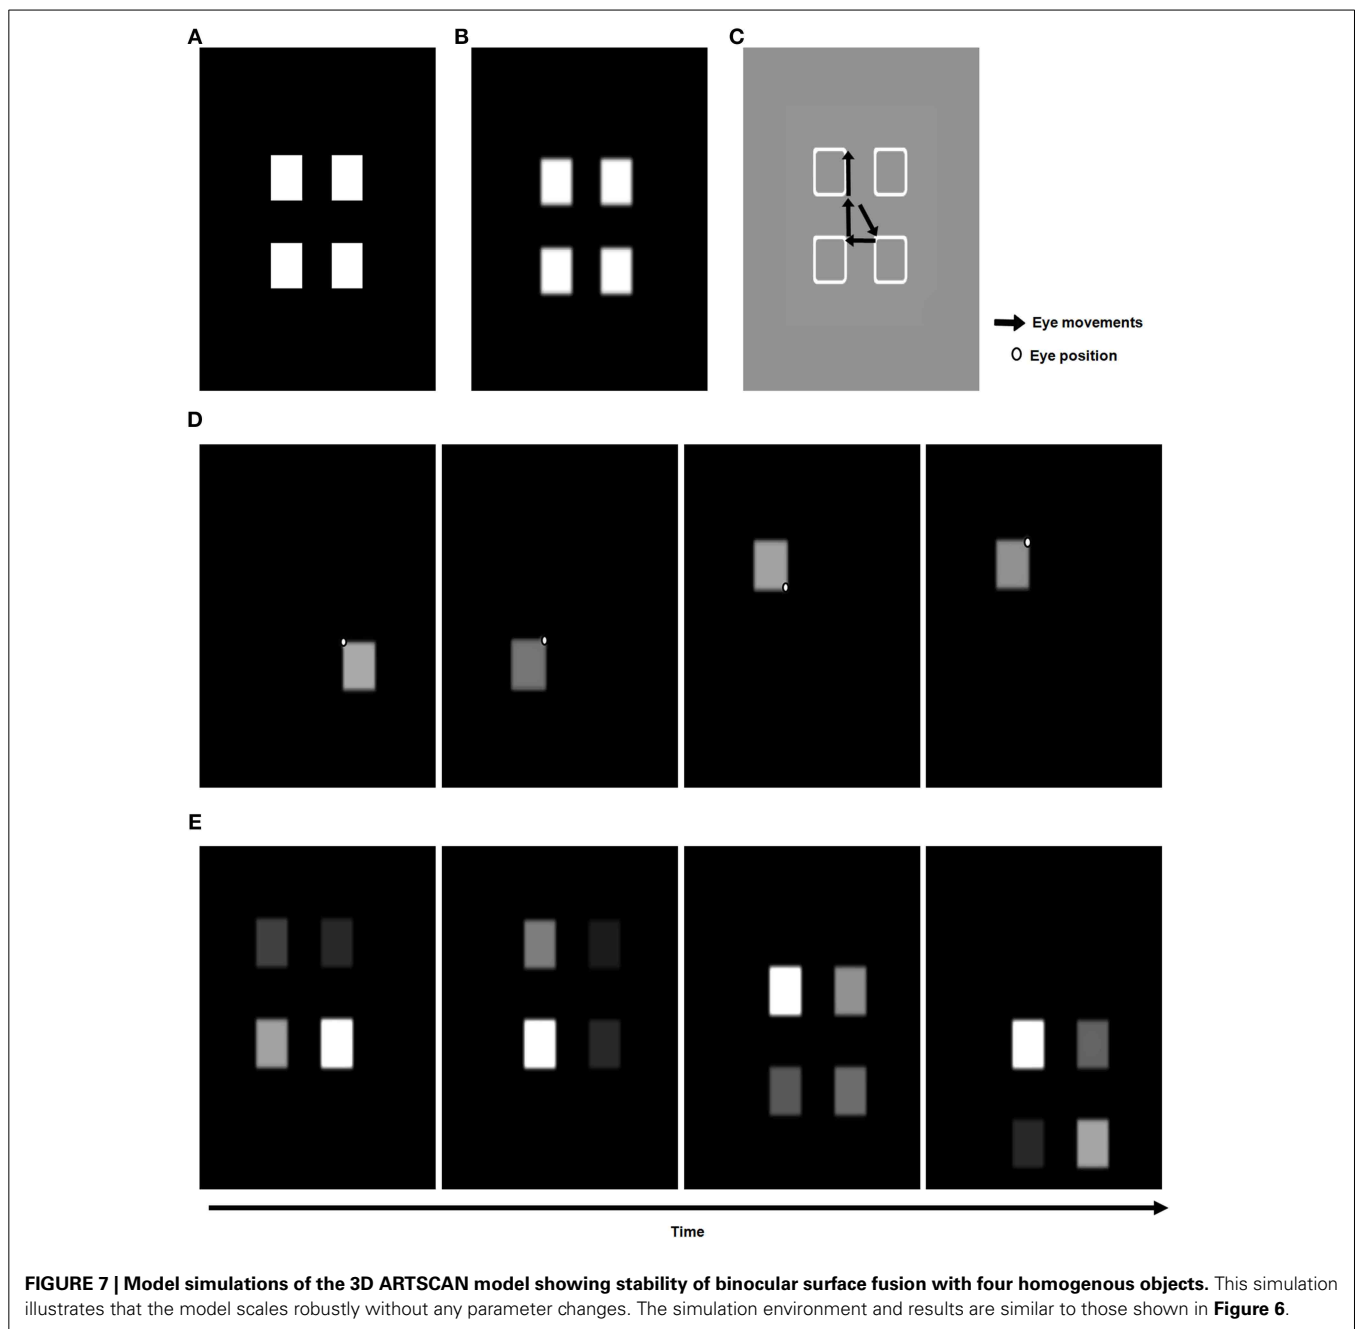 A
B
C
Eye movements
Eye position
D
E
Time
FIGURE 7 | Model simulations of the 3D ARTSCAN model showing stability of binocular surface fusion with four homogenous objects. This simulation
illustrates that the model scales robustly without any parameter changes. The simulation environment and results are similar to those shown in Figure 6.